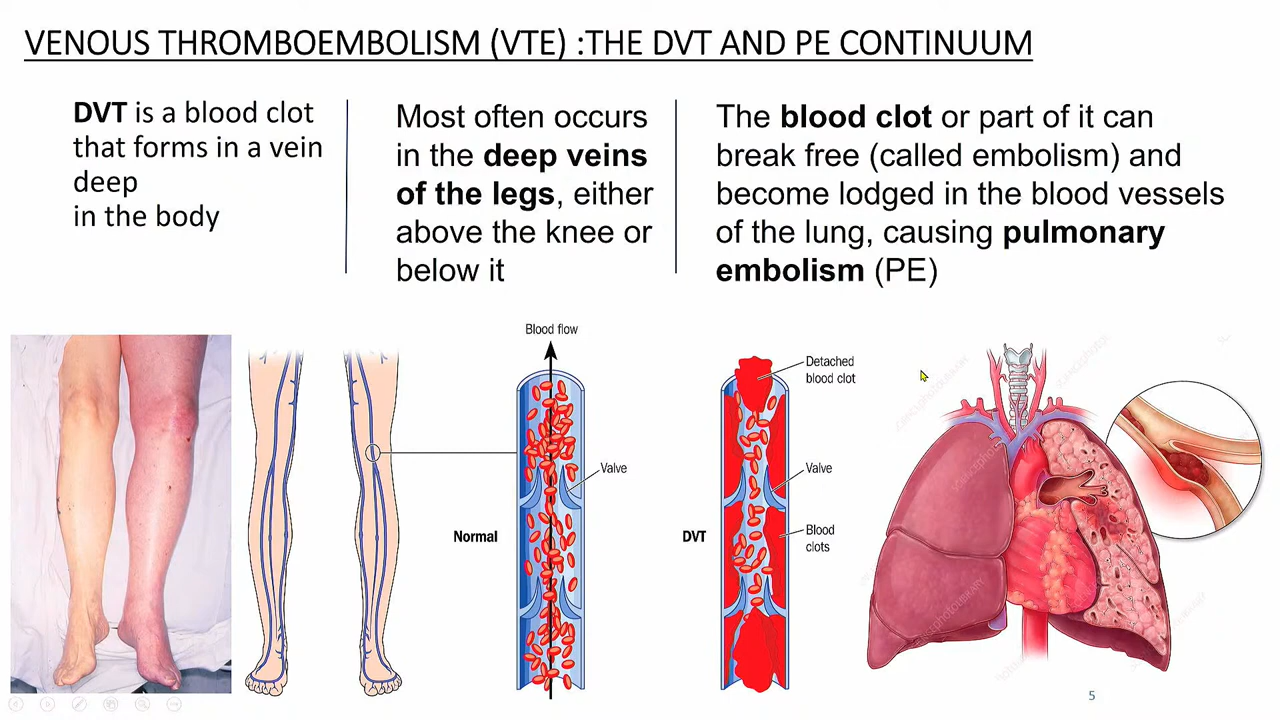 VENOUS THROMBOEMBOLISM (VTE) :THE DVT AND PE CONTINUUM
DVT is a blood clot
that forms in a vein
deep
in the body
Most often occurs
in the deep veins
of the legs, either
above the knee or
below it
The blood clot or part of it can
break free (called embolism) and
become lodged in the blood vessels
of the lung, causing pulmonary
embolism (PE)
Blood flow
Valve
Normal
Detached
blood clot
Valve
DVT
Blood
clots
5